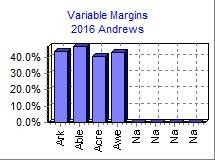 Variable Margins
2016 Andrews
40.0%
30.0%
20.0%
10.0%
0.0%
Ark
Able
Acre
Awe
Na
Na
Na
Na